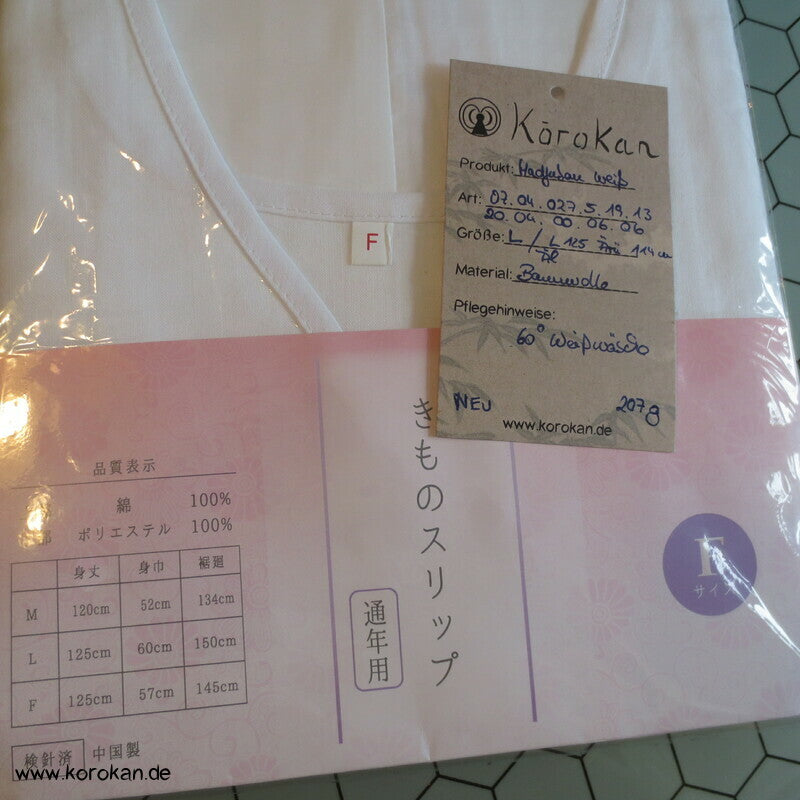 KōroKan
Produkt: Hadjuban weiß
Art: 07.04.027.5.19.13
20.04.00.06.06
Größe: L / L 125 114 cm
Material: Baumwolle
Pflegehinweise:
60° Weißwäsche
NEU 207g
www.korokan.de
F
きものスリップ
通年用
F
サイズ
品質表示
綿 100%
部 ポリエステル 100%
身丈 身巾 裾廻
M 120cm 52cm 134cm
L 125cm 60cm 150cm
F 125cm 57cm 145cm
検針済 中国製
www.korokan.de